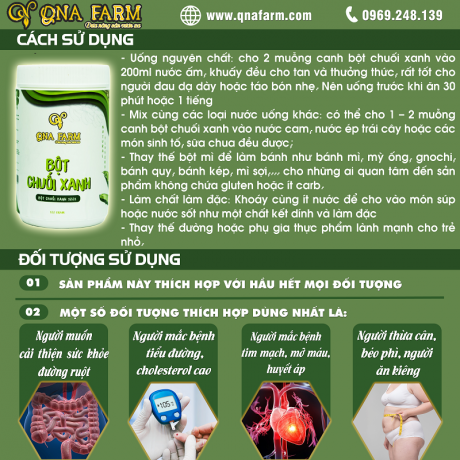 QNA FARM
Đưa nông sản vươn xa
www.qnafarm.com
0969.248.139
CÁCH SỬ DỤNG
- Uống nguyên chất: cho 2 muỗng canh bột chuối xanh vào
200ml nước ấm, khuấy đều cho tan và thưởng thức, rất tốt cho
người đau dạ dày hoặc táo bón nhẹ. Nên uống trước khi ăn 30
phút hoặc 1 tiếng
- Mix cùng các loại nước uống khác: có thể cho 1 – 2 muỗng
canh bột chuối xanh vào nước cam, nước ép trái cây hoặc các
món sinh tố, sữa chua đều được;
- Thay thế bột mì để làm bánh như bánh mì, mỳ ống, gnochi,
bánh quy, bánh kép, mì sợi,,,, cho những ai quan tâm đến sản
phẩm không chứa gluten hoặc ít carb.
- Làm chất làm đặc: Khoáy cùng ít nước để cho vào món súp
hoặc nước sốt như một chất kết dính và làm đặc
- Thay thế đường hoặc phụ gia thực phẩm lành mạnh cho trẻ
nhỏ.
QNA FARM
BỘT
CHUỐI XANH
BỘT CHUỐI XANH 100%
ĐỐI TƯỢNG SỬ DỤNG
01 SẢN PHẨM NÀY THÍCH HỢP VỚI HẦU HẾT MỌI ĐỐI TƯỢNG
02 MỘT SỐ ĐỐI TƯỢNG THÍCH HỢP DÙNG NHẤT LÀ:
Người muốn
cải thiện sức khỏe
đường ruột
Người mắc bệnh
tiểu đường,
cholesterol cao
Người mắc bệnh
tim mạch, mỡ máu,
huyết áp
Người thừa cân,
béo phì, người
ăn kiêng
105